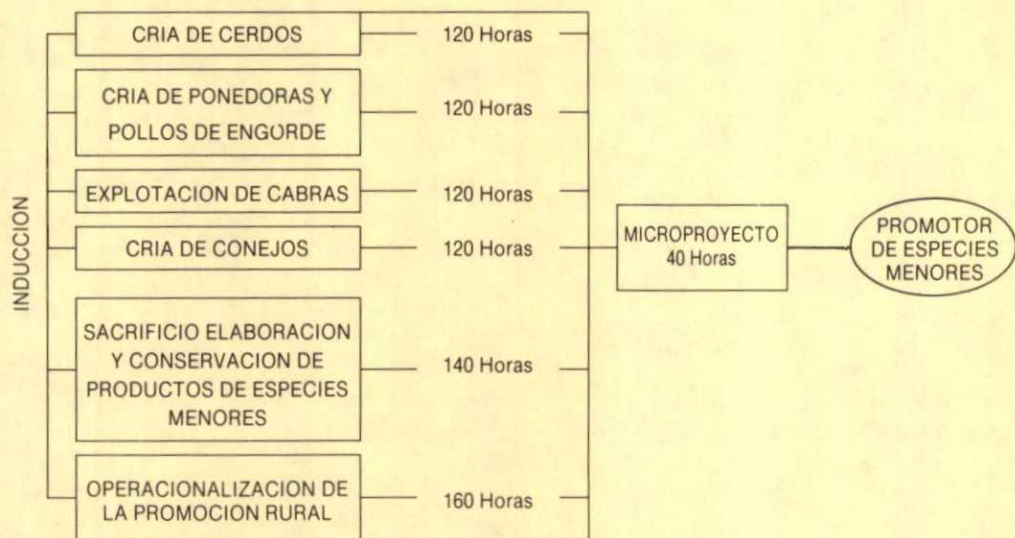 INDUCCION
CRIA DE CERDOS
120 Horas
CRIA DE PONEDORAS Y
POLLOS DE ENGORDE
120 Horas
EXPLOTACION DE CABRAS
120 Horas
CRIA DE CONEJOS
120 Horas
SACRIFICIO ELABORACION
Y CONSERVACION DE
PRODUCTOS DE ESPECIES
MENORES
140 Horas
OPERACIONALIZACION DE
LA PROMOCION RURAL
160 Horas
MICROPROYECTO
40 Horas
PROMOTOR
DE ESPECIES
MENORES